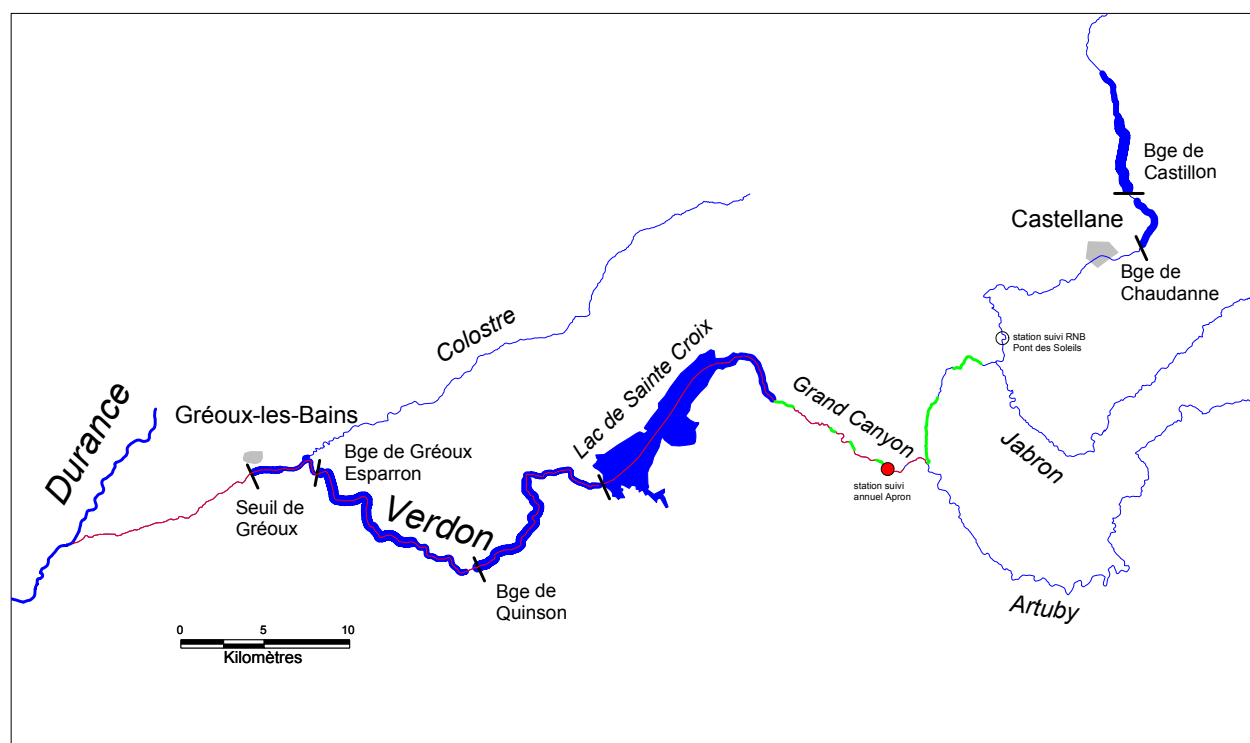 Bge de
Castillon
Castellane
Bge de
Chaudanne
station suivi RNB
Pont des Soleils
Colostre
Lac de Sainte Croix
Grand Canyon
Durance
Gréoux-les-Bains
Bge de Gréoux
Esparron
Jabron
station suivi
annuel Apron
Seuil de
Gréoux
Verdon
Bge de
Quinson
Artuby
0 5 10
Kilomètres